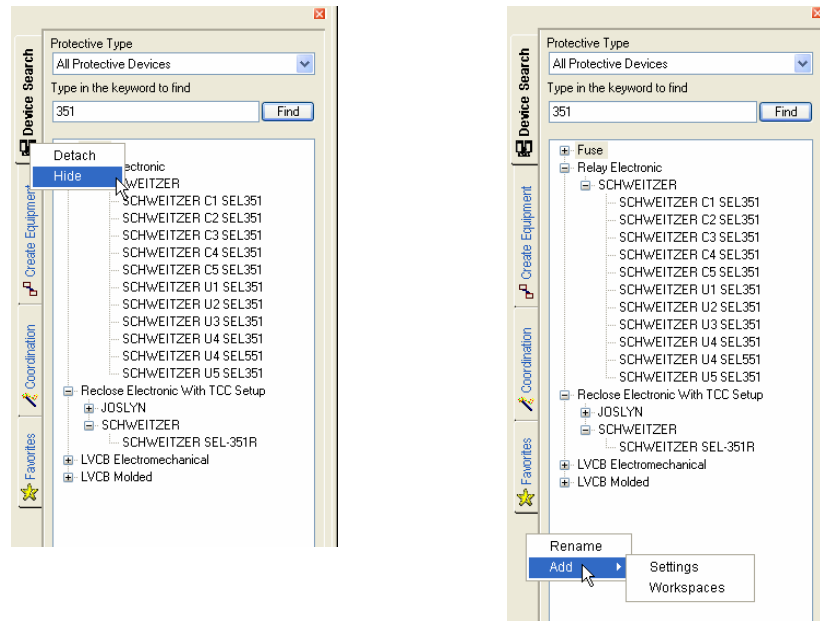 Protective Type
All Protective Devices
Type in the keyword to find
351 Find
Device Search
Create Equipment
Coordination
Favorites
Detach
Hide
ectronic
WEITZER
SCHWEITZER C1 SEL351
SCHWEITZER C2 SEL351
SCHWEITZER C3 SEL351
SCHWEITZER C4 SEL351
SCHWEITZER C5 SEL351
SCHWEITZER U1 SEL351
SCHWEITZER U2 SEL351
SCHWEITZER U3 SEL351
SCHWEITZER U4 SEL351
SCHWEITZER U4 SEL551
SCHWEITZER U5 SEL351
Reclose Electronic With TCC Setup
JOSLYN
SCHWEITZER
SCHWEITZER SEL-351R
LVCB Electromechanical
LVCB Molded
Protective Type
All Protective Devices
Type in the keyword to find
351 Find
Device Search
Create Equipment
Coordination
Favorites
Fuse
Relay Electronic
SCHWEITZER
SCHWEITZER C1 SEL351
SCHWEITZER C2 SEL351
SCHWEITZER C3 SEL351
SCHWEITZER C4 SEL351
SCHWEITZER C5 SEL351
SCHWEITZER U1 SEL351
SCHWEITZER U2 SEL351
SCHWEITZER U3 SEL351
SCHWEITZER U4 SEL351
SCHWEITZER U4 SEL551
SCHWEITZER U5 SEL351
Reclose Electronic With TCC Setup
JOSLYN
SCHWEITZER
SCHWEITZER SEL-351R
LVCB Electromechanical
LVCB Molded
Rename
Add Settings
Workspaces